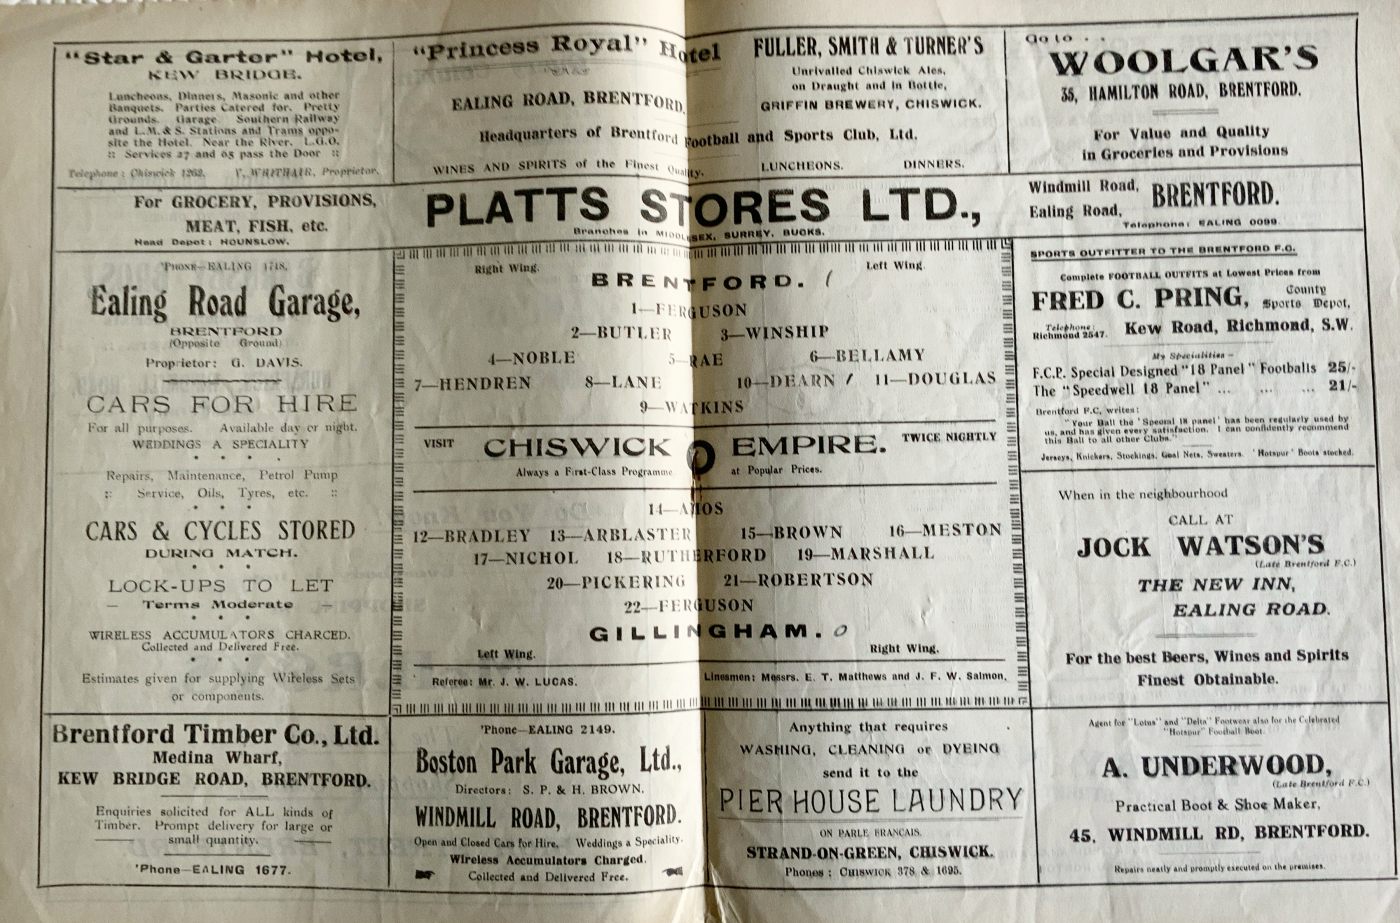 "Star & Garter" Hotel,
KEW BRIDGE.
Luncheons, Dinners, Masonic and other
Banquets. Parties Catered for. Pretty
Grounds. Garage Southern Railway
and L.M. & S. Stations and Trams oppo-
site the Hotel. Near the River. L.G.O.
:: Services 27 and 65 pass the Door ::
Telephone: Chiswick 1262. Proprietor.
"Princess Royal" Hotel
EALING ROAD, BRENTFORD.
FULLER, SMITH & TURNER'S
Unrivalled Chiswick Ales,
on Draught and in Bottle,
GRIFFIN BREWERY, CHISWICK.
Headquarters of Brentford Football and Sports Club, Ltd.
WINES AND SPIRITS of the Finest Quality. LUNCHEONS. DINNERS.
Go to . .
WOOLGAR'S
35, HAMILTON ROAD, BRENTFORD.
For Value and Quality
in Groceries and Provisions
For GROCERY, PROVISIONS,
MEAT, FISH, etc.
Head Depot: HOUNSLOW.
PLATTS STORES LTD.,
Branches in MIDDLESEX, SURREY, BUCKS.
Windmill Road,
Ealing Road,
BRENTFORD.
Telephone: EALING 0099.
'PHONE—EALING 1718.
Ealing Road Garage,
BRENTFORD
(Opposite Ground)
Proprietor: G. DAVIS.
CARS FOR HIRE
For all purposes. Available day or night.
WEDDINGS A SPECIALITY
Repairs, Maintenance, Petrol Pump
:: Service, Oils, Tyres, etc. ::
CARS & CYCLES STORED
DURING MATCH.
LOCK-UPS TO LET
— Terms Moderate —
WIRELESS ACCUMULATORS CHARGED.
Collected and Delivered Free.
Estimates given for supplying Wireless Sets
or components.
Right Wing. Left Wing.
BRENTFORD. 1
1—FERGUSON
2—BUTLER 3—WINSHIP
4—NOBLE 5—RAE 6—BELLAMY
7—HENDREN 8—LANE 10—DEARN / 11—DOUGLAS
9—WATKINS
VISIT CHISWICK EMPIRE. TWICE NIGHTLY
Always a First-Class Programme at Popular Prices.
14—AMOS
12—BRADLEY 13—ARBLASTER 15—BROWN 16—MESTON
17—NICHOL 18—RUTHERFORD 19—MARSHALL
20—PICKERING 21—ROBERTSON
22—FERGUSON
GILLINGHAM. 0
Left Wing. Right Wing.
Referee: Mr. J. W. LUCAS. Linesmen: Messrs. E. T. Matthews and J. F. W. Salmon.
SPORTS OUTFITTER TO THE BRENTFORD F.C.
Complete FOOTBALL OUTFITS at Lowest Prices from
FRED C. PRING, County
Sports Depot,
Telephone:
Richmond 2547. Kew Road, Richmond, S.W.
My Specialities—
F.C.P. Special Designed "18 Panel" Footballs 25/-
The "Speedwell 18 Panel" ... ... ... 21/-
Brentford F.C. writes:
"Your Ball the 'Special 18 panel' has been regularly used by
us, and has given every satisfaction. I can confidently recommend
this Ball to all other Clubs."
Jerseys, Knickers, Stockings, Goal Nets, Sweaters. 'Hotspur' Boots stocked.
When in the neighbourhood
CALL AT
JOCK WATSON'S
(Late Brentford F.C.)
THE NEW INN,
EALING ROAD.
For the best Beers, Wines and Spirits
Finest Obtainable.
Brentford Timber Co., Ltd.
Medina Wharf,
KEW BRIDGE ROAD, BRENTFORD.
Enquiries solicited for ALL kinds of
Timber. Prompt delivery for large or
small quantity.
'Phone—EALING 1677.
'Phone—EALING 2149.
Boston Park Garage, Ltd.,
Directors: S. P. & H. BROWN.
WINDMILL ROAD, BRENTFORD.
Open and Closed Cars for Hire. Weddings a Speciality.
Wireless Accumulators Charged.
Collected and Delivered Free.
Anything that requires
WASHING, CLEANING or DYEING
send it to the
PIER HOUSE LAUNDRY
ON PARLE FRANCAIS.
STRAND-ON-GREEN, CHISWICK.
Phones: CHISWICK 378 & 1695.
Agent for "Lotus" and "Delta" Footwear also for the Celebrated
"Hotspur" Football Boot.
A. UNDERWOOD,
(Late Brentford F.C.)
Practical Boot & Shoe Maker,
45, WINDMILL RD, BRENTFORD.
Repairs neatly and promptly executed on the premises.